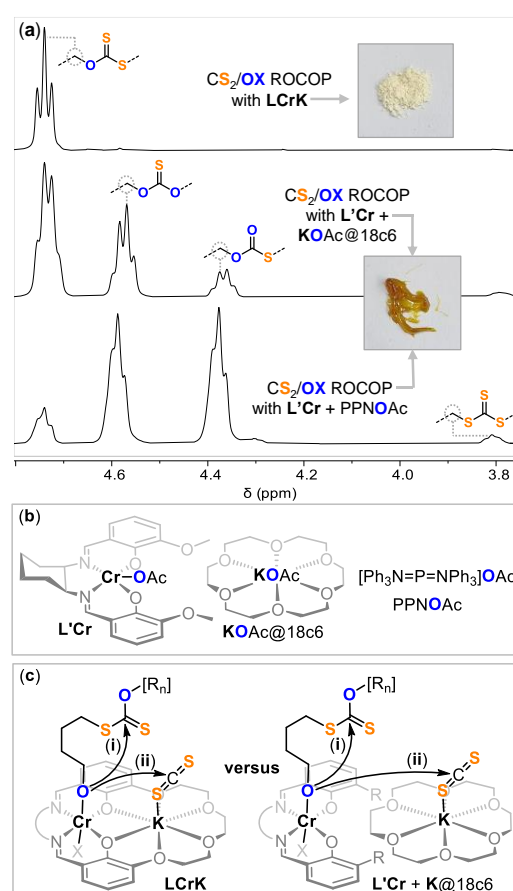 (a)
O
S
S
CS₂/OX ROCOP
with LCrK
S
O
O
CS₂/OX ROCOP
with L'Cr +
KOAc@18c6
O
O
S
CS₂/OX ROCOP
with L'Cr + PPNOAc
S
S
S
4.6
4.4
4.2
4.0
3.8
δ (ppm)
(b)
N
O
Cr
OAc
N
O
O
O
L'Cr
O
O
O
KOAc
O
O
O
KOAc@18c6
[Ph₃N=P=NPh₃]OAc
PPNOAc
(c)
O
[Rₙ]
S
S
(i)
(ii)
S
C
S
O
N
O
O
O
Cr
K
N
X
O
O
O
LCrK
versus
O
[Rₙ]
S
S
(i)
(ii)
S
C
S
O
R
N
O
Cr
N
X
O
R
O
O
O
K
O
O
O
L'Cr + K@18c6